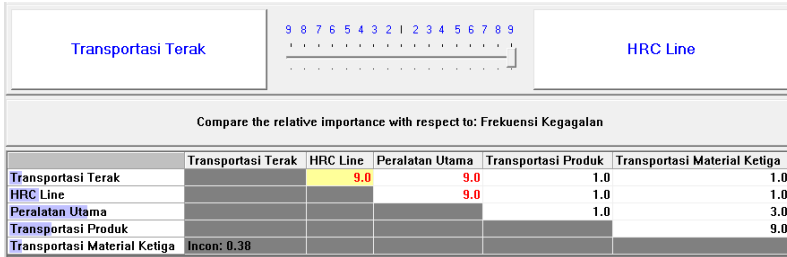 9 8 7 6 5 4 3 2 1 2 3 4 5 6 7 8 9
Transportasi Terak HRC Line
Compare the relative importance with respect to: Frekuensi Kegagalan
Transportasi Terak HRC Line Peralatan Utama Transportasi Produk Transportasi Material Ketiga
Transportasi Terak 9.0 9.0 1.0 1.0
HRC Line 9.0 1.0 1.0
Peralatan Utama 1.0 3.0
Transportasi Produk 9.0
Transportasi Material Ketiga Incon: 0.38